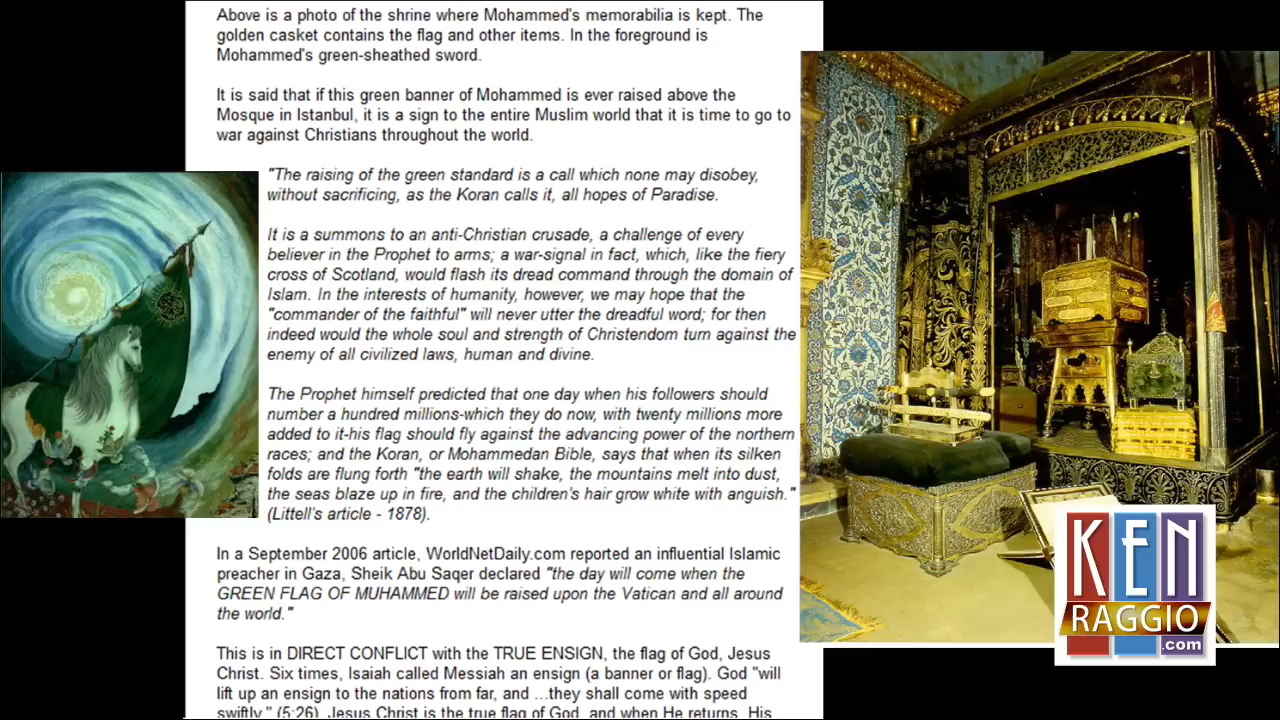 Above is a photo of the shrine where Mohammed's memorabilia is kept. The
golden casket contains the flag and other items. In the foreground is
Mohammed's green-sheathed sword.
It is said that if this green banner of Mohammed is ever raised above the
Mosque in Istanbul, it is a sign to the entire Muslim world that it is time to go to
war against Christians throughout the world.
"The raising of the green standard is a call which none may disobey,
without sacrificing, as the Koran calls it, all hopes of Paradise.
It is a summons to an anti-Christian crusade, a challenge of every
believer in the Prophet to arms; a war-signal in fact, which, like the fiery
cross of Scotland, would flash its dread command through the domain of
Islam. In the interests of humanity, however, we may hope that the
"commander of the faithful" will never utter the dreadful word; for then
indeed would the whole soul and strength of Christendom turn against the
enemy of all civilized laws, human and divine.
The Prophet himself predicted that one day when his followers should
number a hundred millions-which they do now, with twenty millions more
added to it-his flag should fly against the advancing power of the northern
races; and the Koran, or Mohammedan Bible, says that when its silken
folds are flung forth "the earth will shake, the mountains melt into dust,
the seas blaze up in fire, and the children's hair grow white with anguish."
(Littell's article - 1878).
In a September 2006 article, WorldNetDaily.com reported an influential Islamic
preacher in Gaza, Sheik Abu Saqer declared "the day will come when the
GREEN FLAG OF MUHAMMED will be raised upon the Vatican and all around
the world."
This is in DIRECT CONFLICT with the TRUE ENSIGN, the flag of God, Jesus
Christ. Six times, Isaiah called Messiah an ensign (a banner or flag). God "will
lift up an ensign to the nations from far, and ...they shall come with speed
swiftly." (5:26). Jesus Christ is the true flag of God, and when He returns, His
KEN
RAGGIO
.com